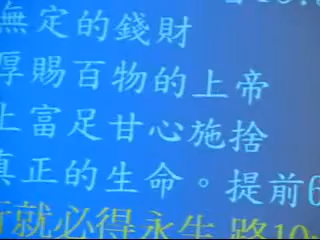 無定的錢財
厚賜百物的上帝
上富足甘心施捨
真正的生命。提前6
就必得永生 路10